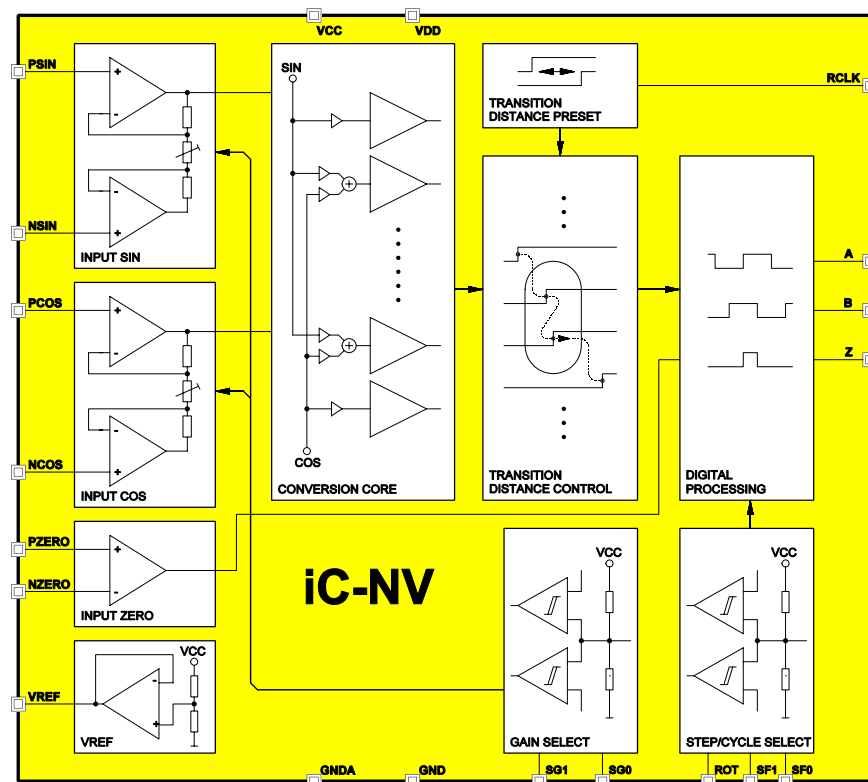 VCC VDD
PSIN
NSIN
PCOS
NCOS
PZERO
NZERO
VREF
INPUT SIN
INPUT COS
INPUT ZERO
VCC
VREF
SIN
COS
CONVERSION CORE
TRANSITION
DISTANCE PRESET
TRANSITION
DISTANCE CONTROL
DIGITAL
PROCESSING
RCLK
A
B
Z
iC-NV
VCC
GAIN SELECT
VCC
STEP/CYCLE SELECT
GNDA GND SG1 SG0 ROT SF1 SF0